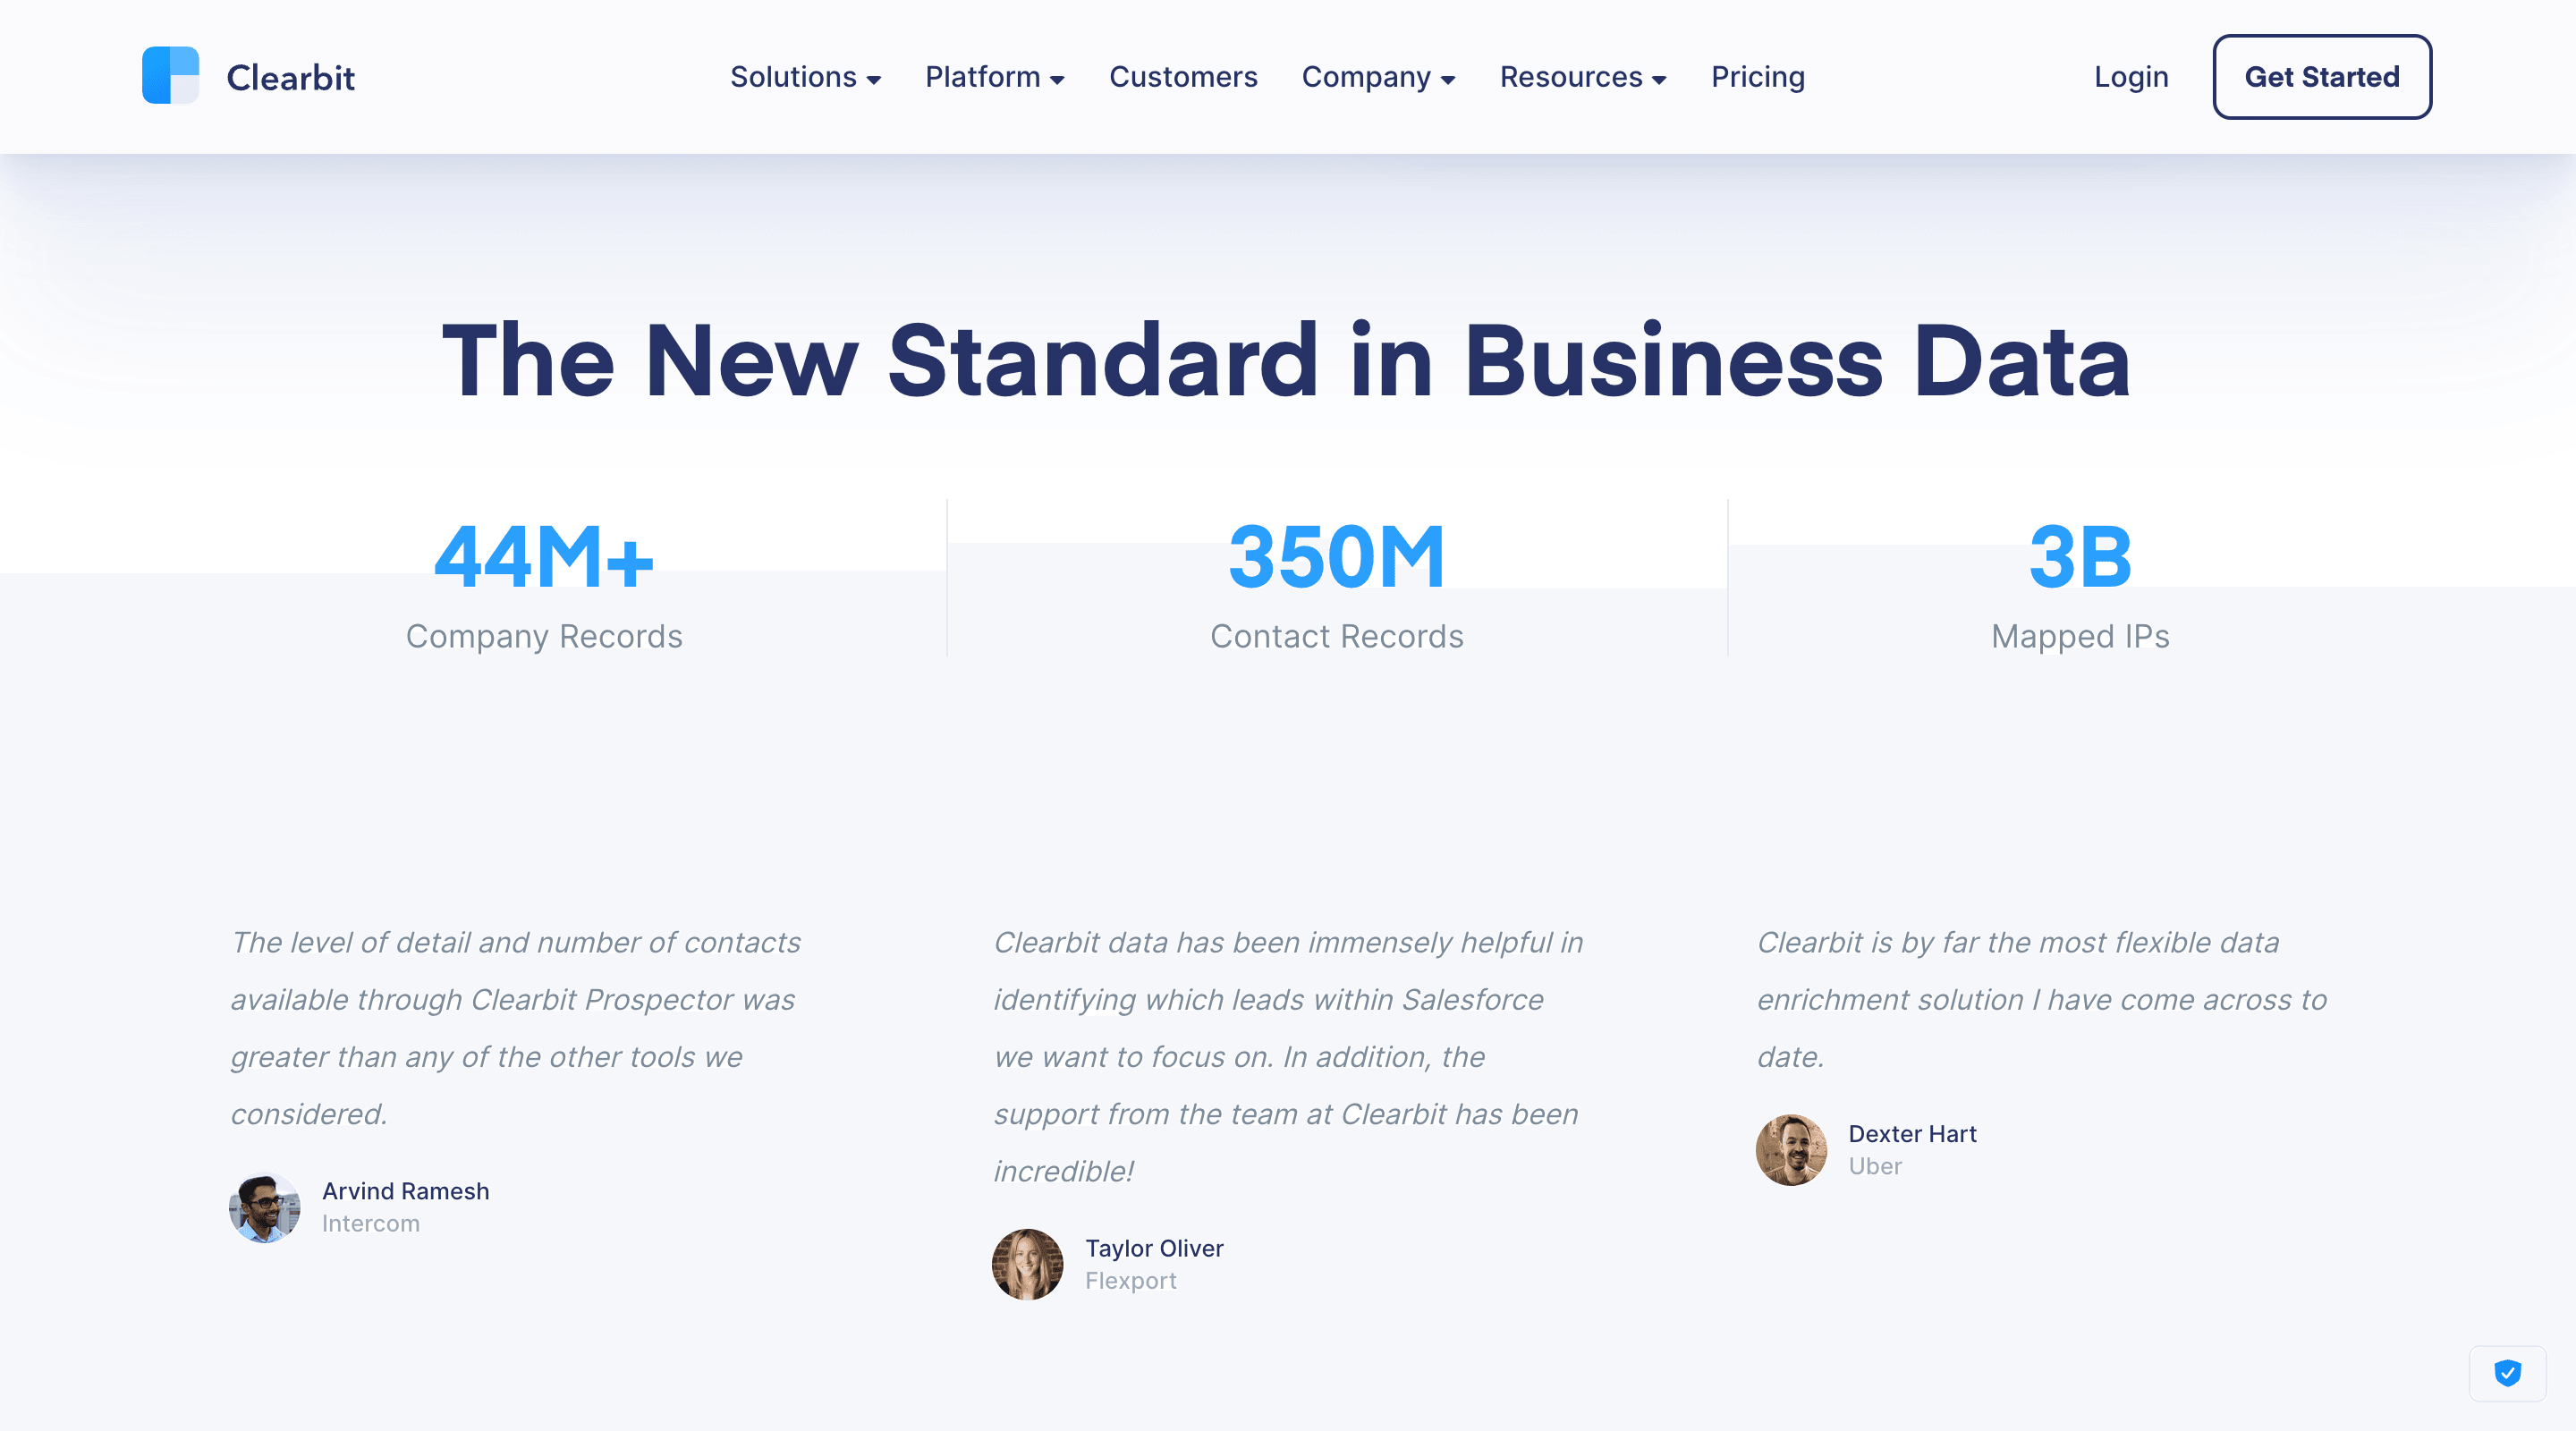 Clearbit
Solutions
Platform
Customers
Company
Resources
Pricing
Login
Get Started
The New Standard in Business Data
44M+
Company Records
350M
Contact Records
3B
Mapped IPs
The level of detail and number of contacts
available through Clearbit Prospector was
greater than any of the other tools we
considered.
Arvind Ramesh
Intercom
Clearbit data has been immensely helpful in
identifying which leads within Salesforce
we want to focus on. In addition, the
support from the team at Clearbit has been
incredible!
Taylor Oliver
Flexport
Clearbit is by far the most flexible data
enrichment solution I have come across to
date.
Dexter Hart
Uber